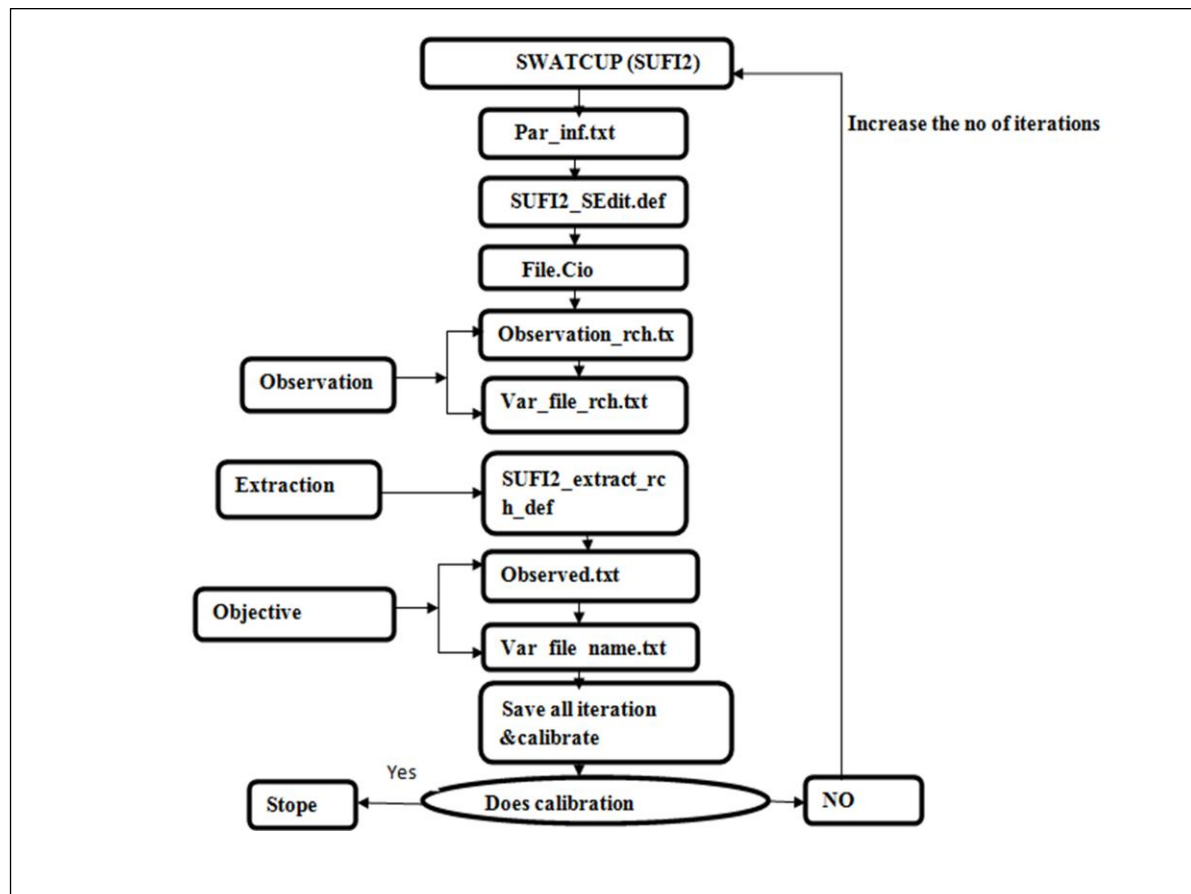 SWATCUP (SUFI2)
Increase the no of iterations
Par_inf.txt
SUFI2_SEdit.def
File.Cio
Observation_rch.tx
Observation
Var_file_rch.txt
Extraction
SUFI2_extract_rc
h_def
Observed.txt
Objective
Var file name.txt
Save all iteration
&calibrate
Yes
Stope
Does calibration
NO